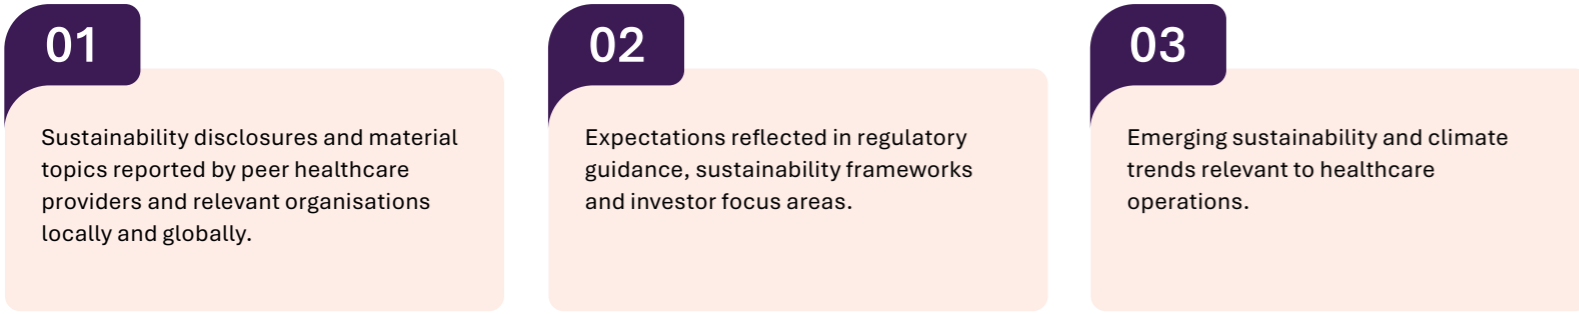 01
Sustainability disclosures and material
topics reported by peer healthcare
providers and relevant organisations
locally and globally.
02
Expectations reflected in regulatory
guidance, sustainability frameworks
and investor focus areas.
03
Emerging sustainability and climate
trends relevant to healthcare
operations.